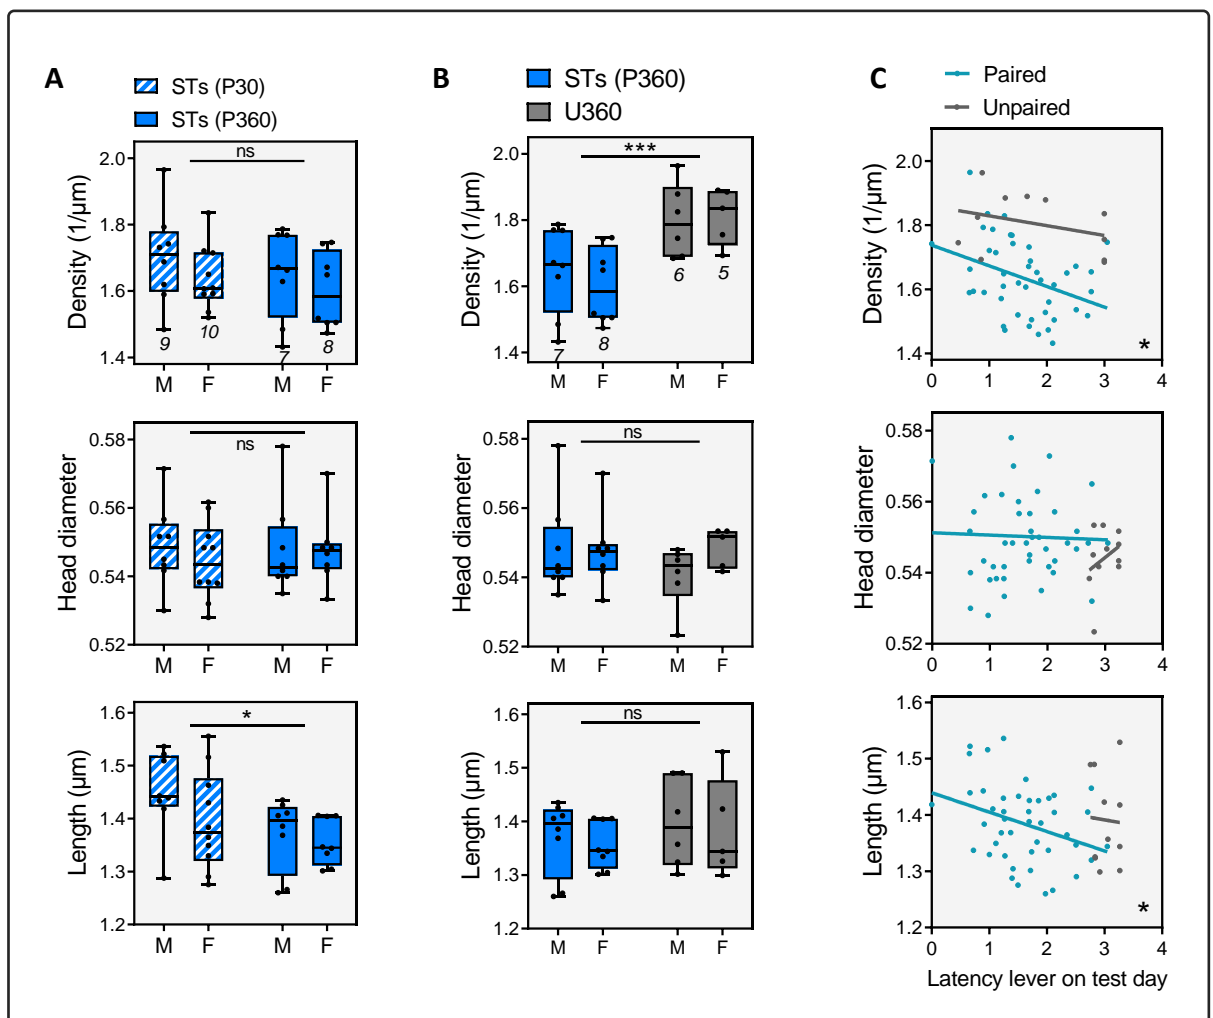 A
STs (P30)
STs (P360)
2.0
1.8
1.6
1.4
Density (1/μm)
ns
9
10
7
8
M F M F
0.58
0.56
0.54
0.52
Head diameter
ns
M F M F
1.6
1.5
1.4
1.3
1.2
Length (μm)
*
M F M F
B
STs (P360)
U360
2.0
1.8
1.6
1.4
Density (1/μm)
***
7
8
6
5
M F M F
0.58
0.56
0.54
0.52
Head diameter
ns
M F M F
1.6
1.5
1.4
1.3
1.2
Length (μm)
ns
M F M F
C
Paired
Unpaired
2.0
1.8
1.6
1.4
Density (1/μm)
*
0 1 2 3 4
0.58
0.56
0.54
0.52
Head diameter
0 1 2 3 4
1.6
1.5
1.4
1.3
1.2
Length (μm)
*
0 1 2 3 4
Latency lever on test day